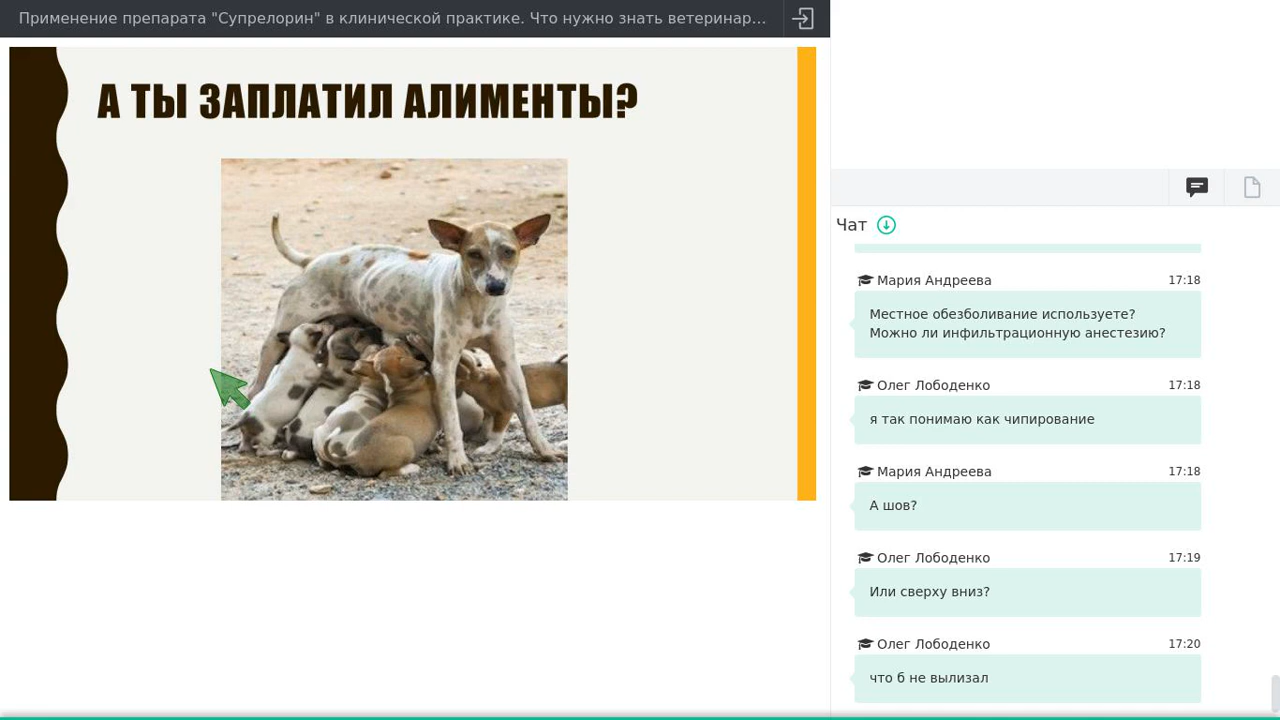 Применение препарата "Супрелорин" в клинической практике. Что нужно знать ветеринар...
А ТЫ ЗАПЛАТИЛ АЛИМЕНТЫ?
Чат
Мария Андреева 17:18
Местное обезболивание используете?
Можно ли инфильтрационную анестезию?
Олег Лободенко 17:18
я так понимаю как чипирование
Мария Андреева 17:18
А шов?
Олег Лободенко 17:19
Или сверху вниз?
Олег Лободенко 17:20
что б не вылизал